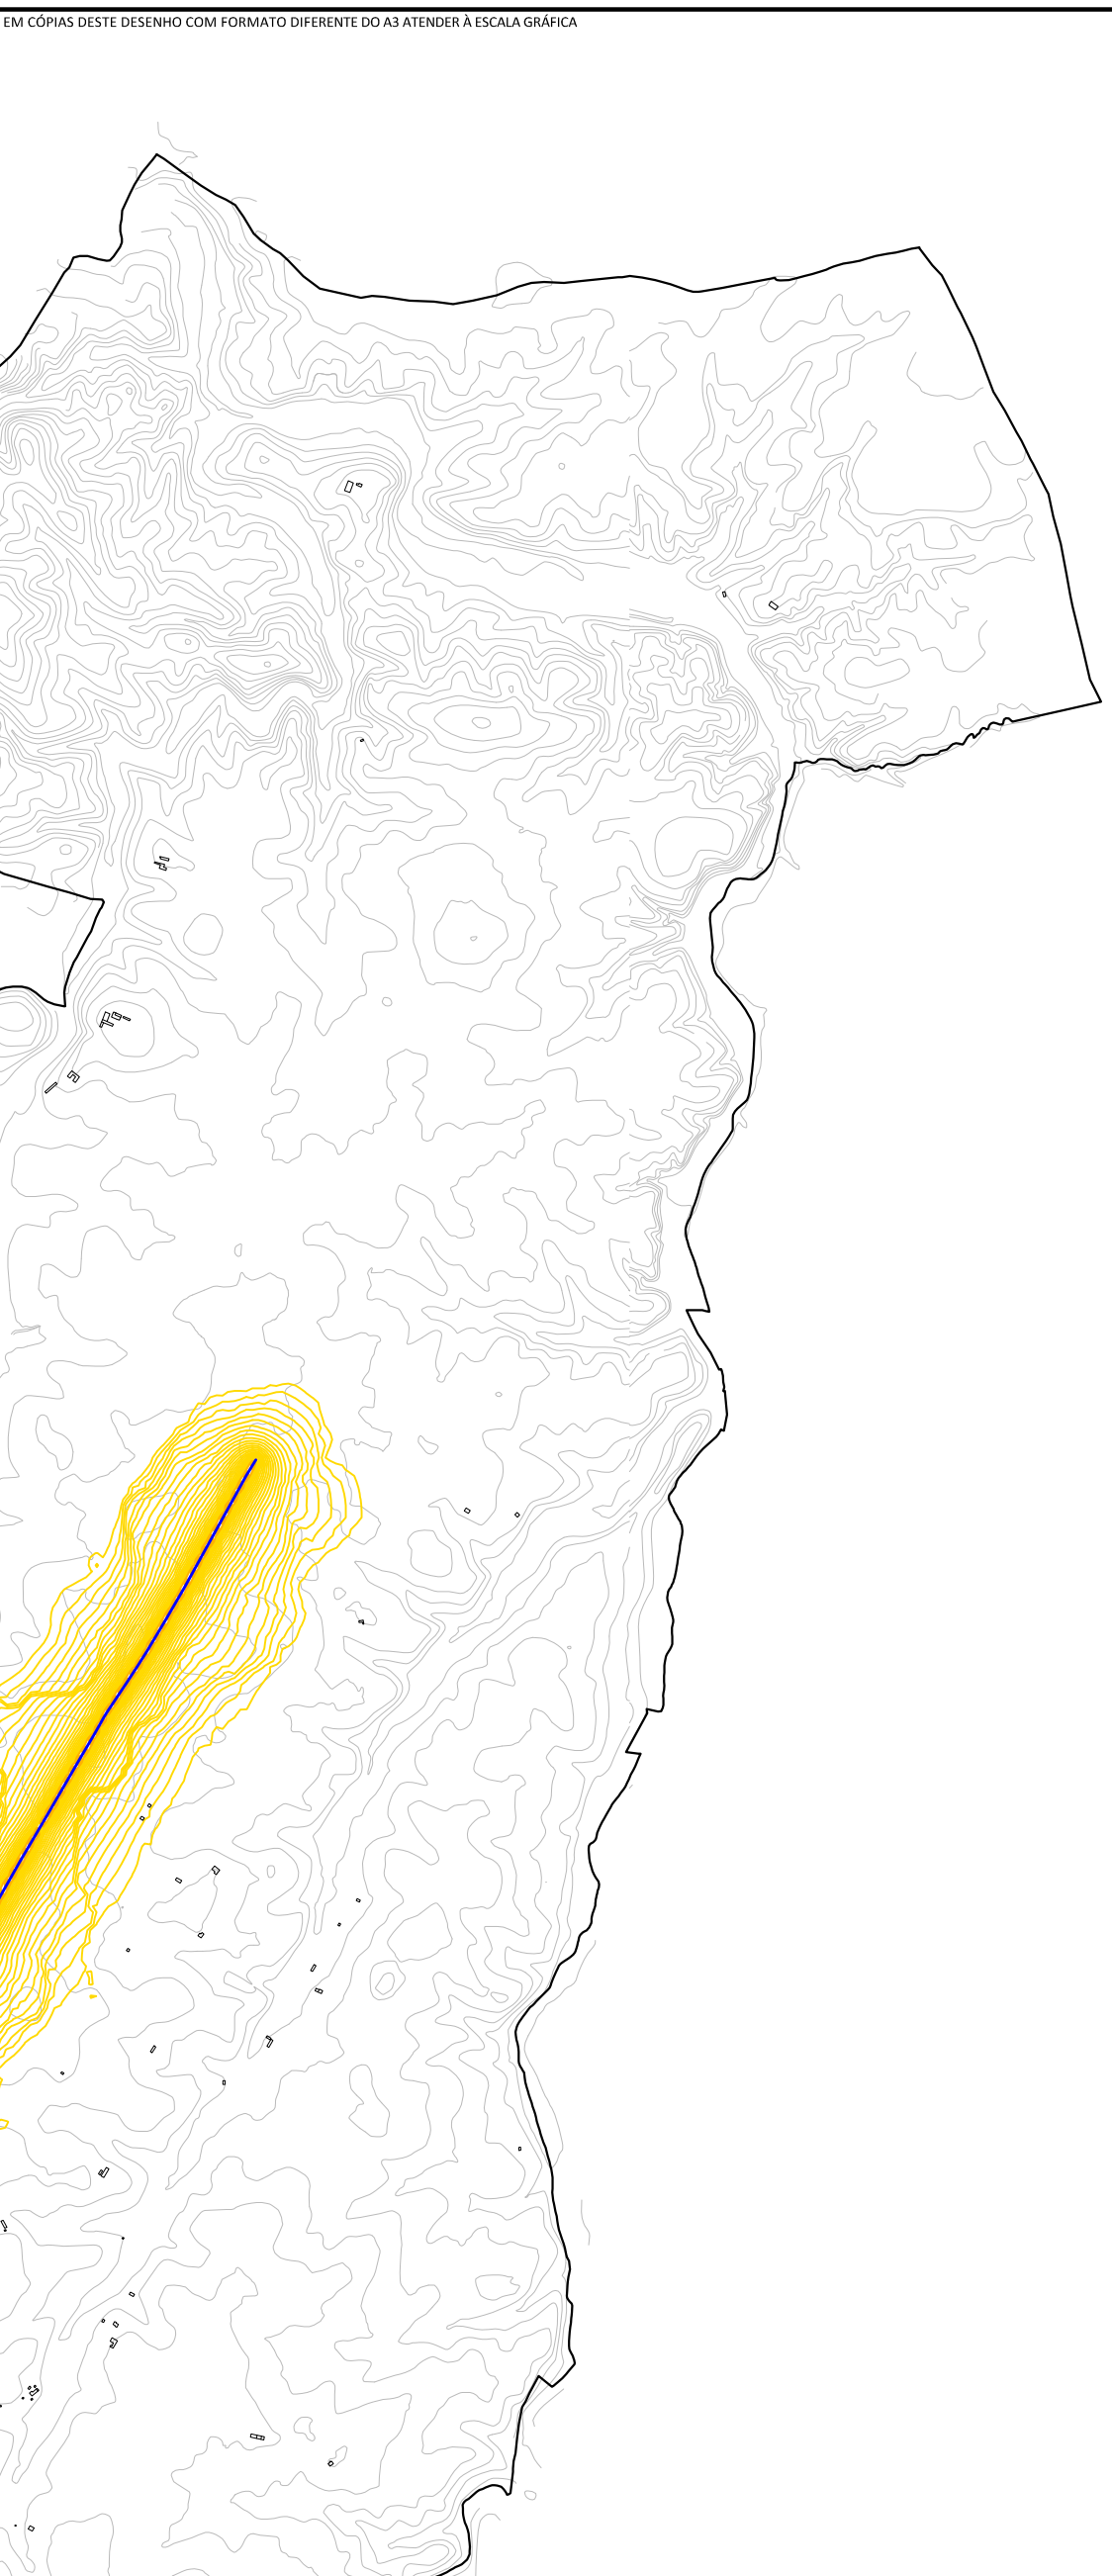 EM CÓPIAS DESTE DESENHO COM FORMATO DIFERENTE DO A3 ATENDER À ESCALA GRÁFICA